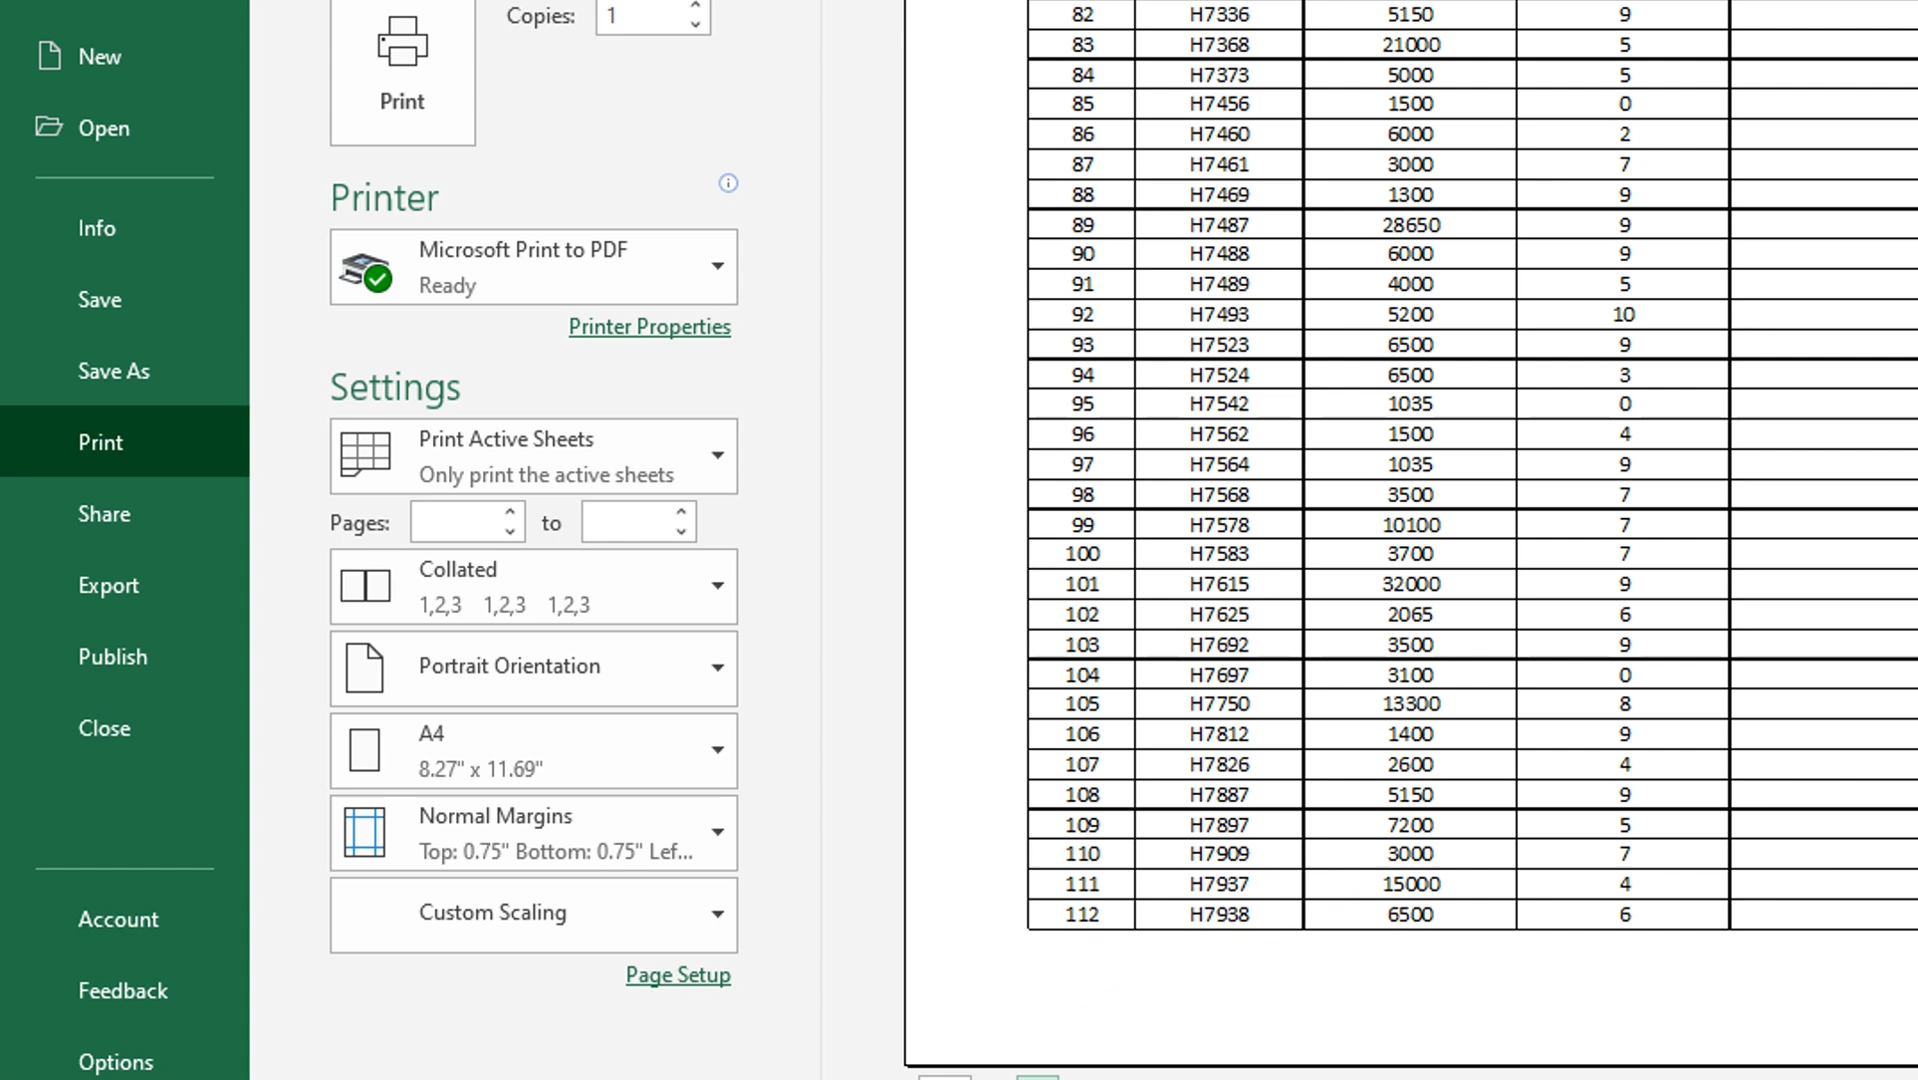 New
Open
Info
Save
Save As
Print
Share
Export
Publish
Close
Account
Feedback
Options
Copies: 1
Print
Printer
Microsoft Print to PDF
Ready
Printer Properties
Settings
Print Active Sheets
Only print the active sheets
Pages: to
Collated
1,2,3 1,2,3 1,2,3
Portrait Orientation
A4
8.27" x 11.69"
Normal Margins
Top: 0.75" Bottom: 0.75" Lef...
Custom Scaling
Page Setup
82 H7336 5150 9
83 H7368 21000 5
84 H7373 5000 5
85 H7456 1500 0
86 H7460 6000 2
87 H7461 3000 7
88 H7469 1300 9
89 H7487 28650 9
90 H7488 6000 9
91 H7489 4000 5
92 H7493 5200 10
93 H7523 6500 9
94 H7524 6500 3
95 H7542 1035 0
96 H7562 1500 4
97 H7564 1035 9
98 H7568 3500 7
99 H7578 10100 7
100 H7583 3700 7
101 H7615 32000 9
102 H7625 2065 6
103 H7692 3500 9
104 H7697 3100 0
105 H7750 13300 8
106 H7812 1400 9
107 H7826 2600 4
108 H7887 5150 9
109 H7897 7200 5
110 H7909 3000 7
111 H7937 15000 4
112 H7938 6500 6